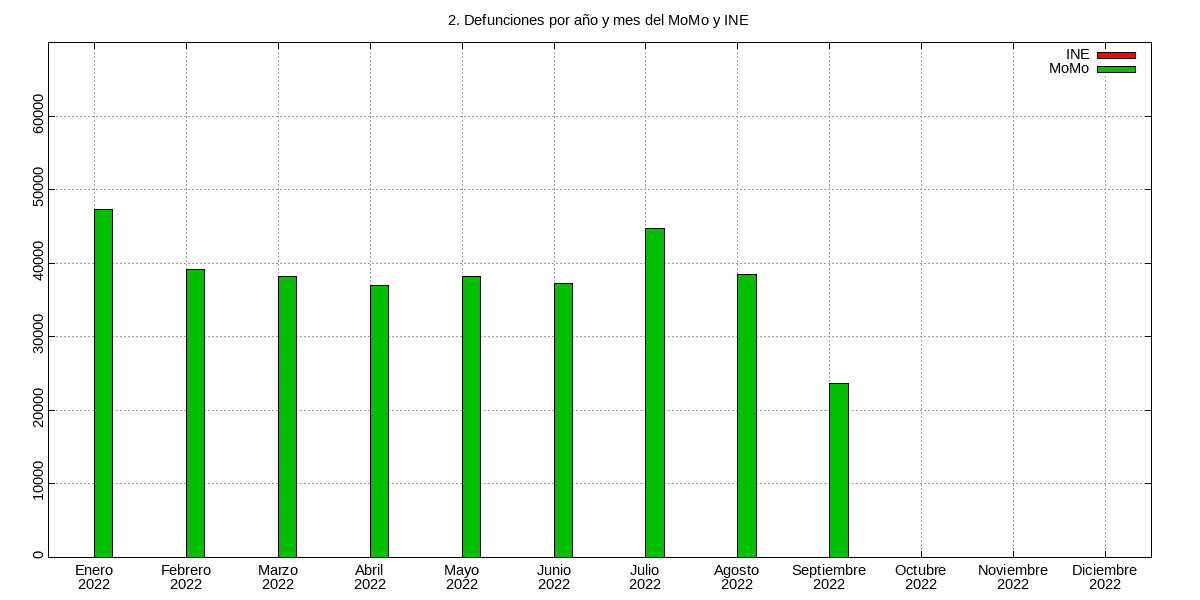 2. Defunciones por año y mes del MoMo y INE
INE
MoMo
60000
50000
40000
30000
20000
10000
0
Enero Febrero Marzo Abril Mayo Junio Julio Agosto Septiembre Octubre Noviembre Diciembre
2022 2022 2022 2022 2022 2022 2022 2022 2022 2022 2022 2022